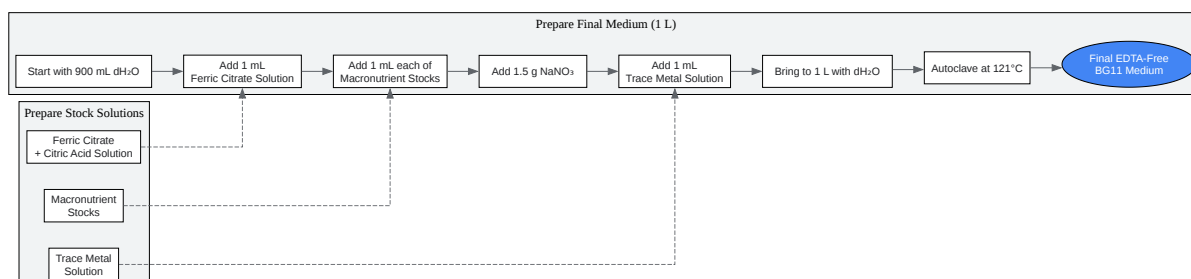 Prepare Final Medium (1 L)
Start with 900 mL dH₂O
Add 1 mL
Ferric Citrate Solution
Add 1 mL each of
Macronutrient Stocks
Add 1.5 g NaNO₃
Add 1 mL
Trace Metal Solution
Bring to 1 L with dH₂O
Autoclave at 121°C
Final EDTA-Free
BG11 Medium
Prepare Stock Solutions
Ferric Citrate
+ Citric Acid Solution
Macronutrient
Stocks
Trace Metal
Solution